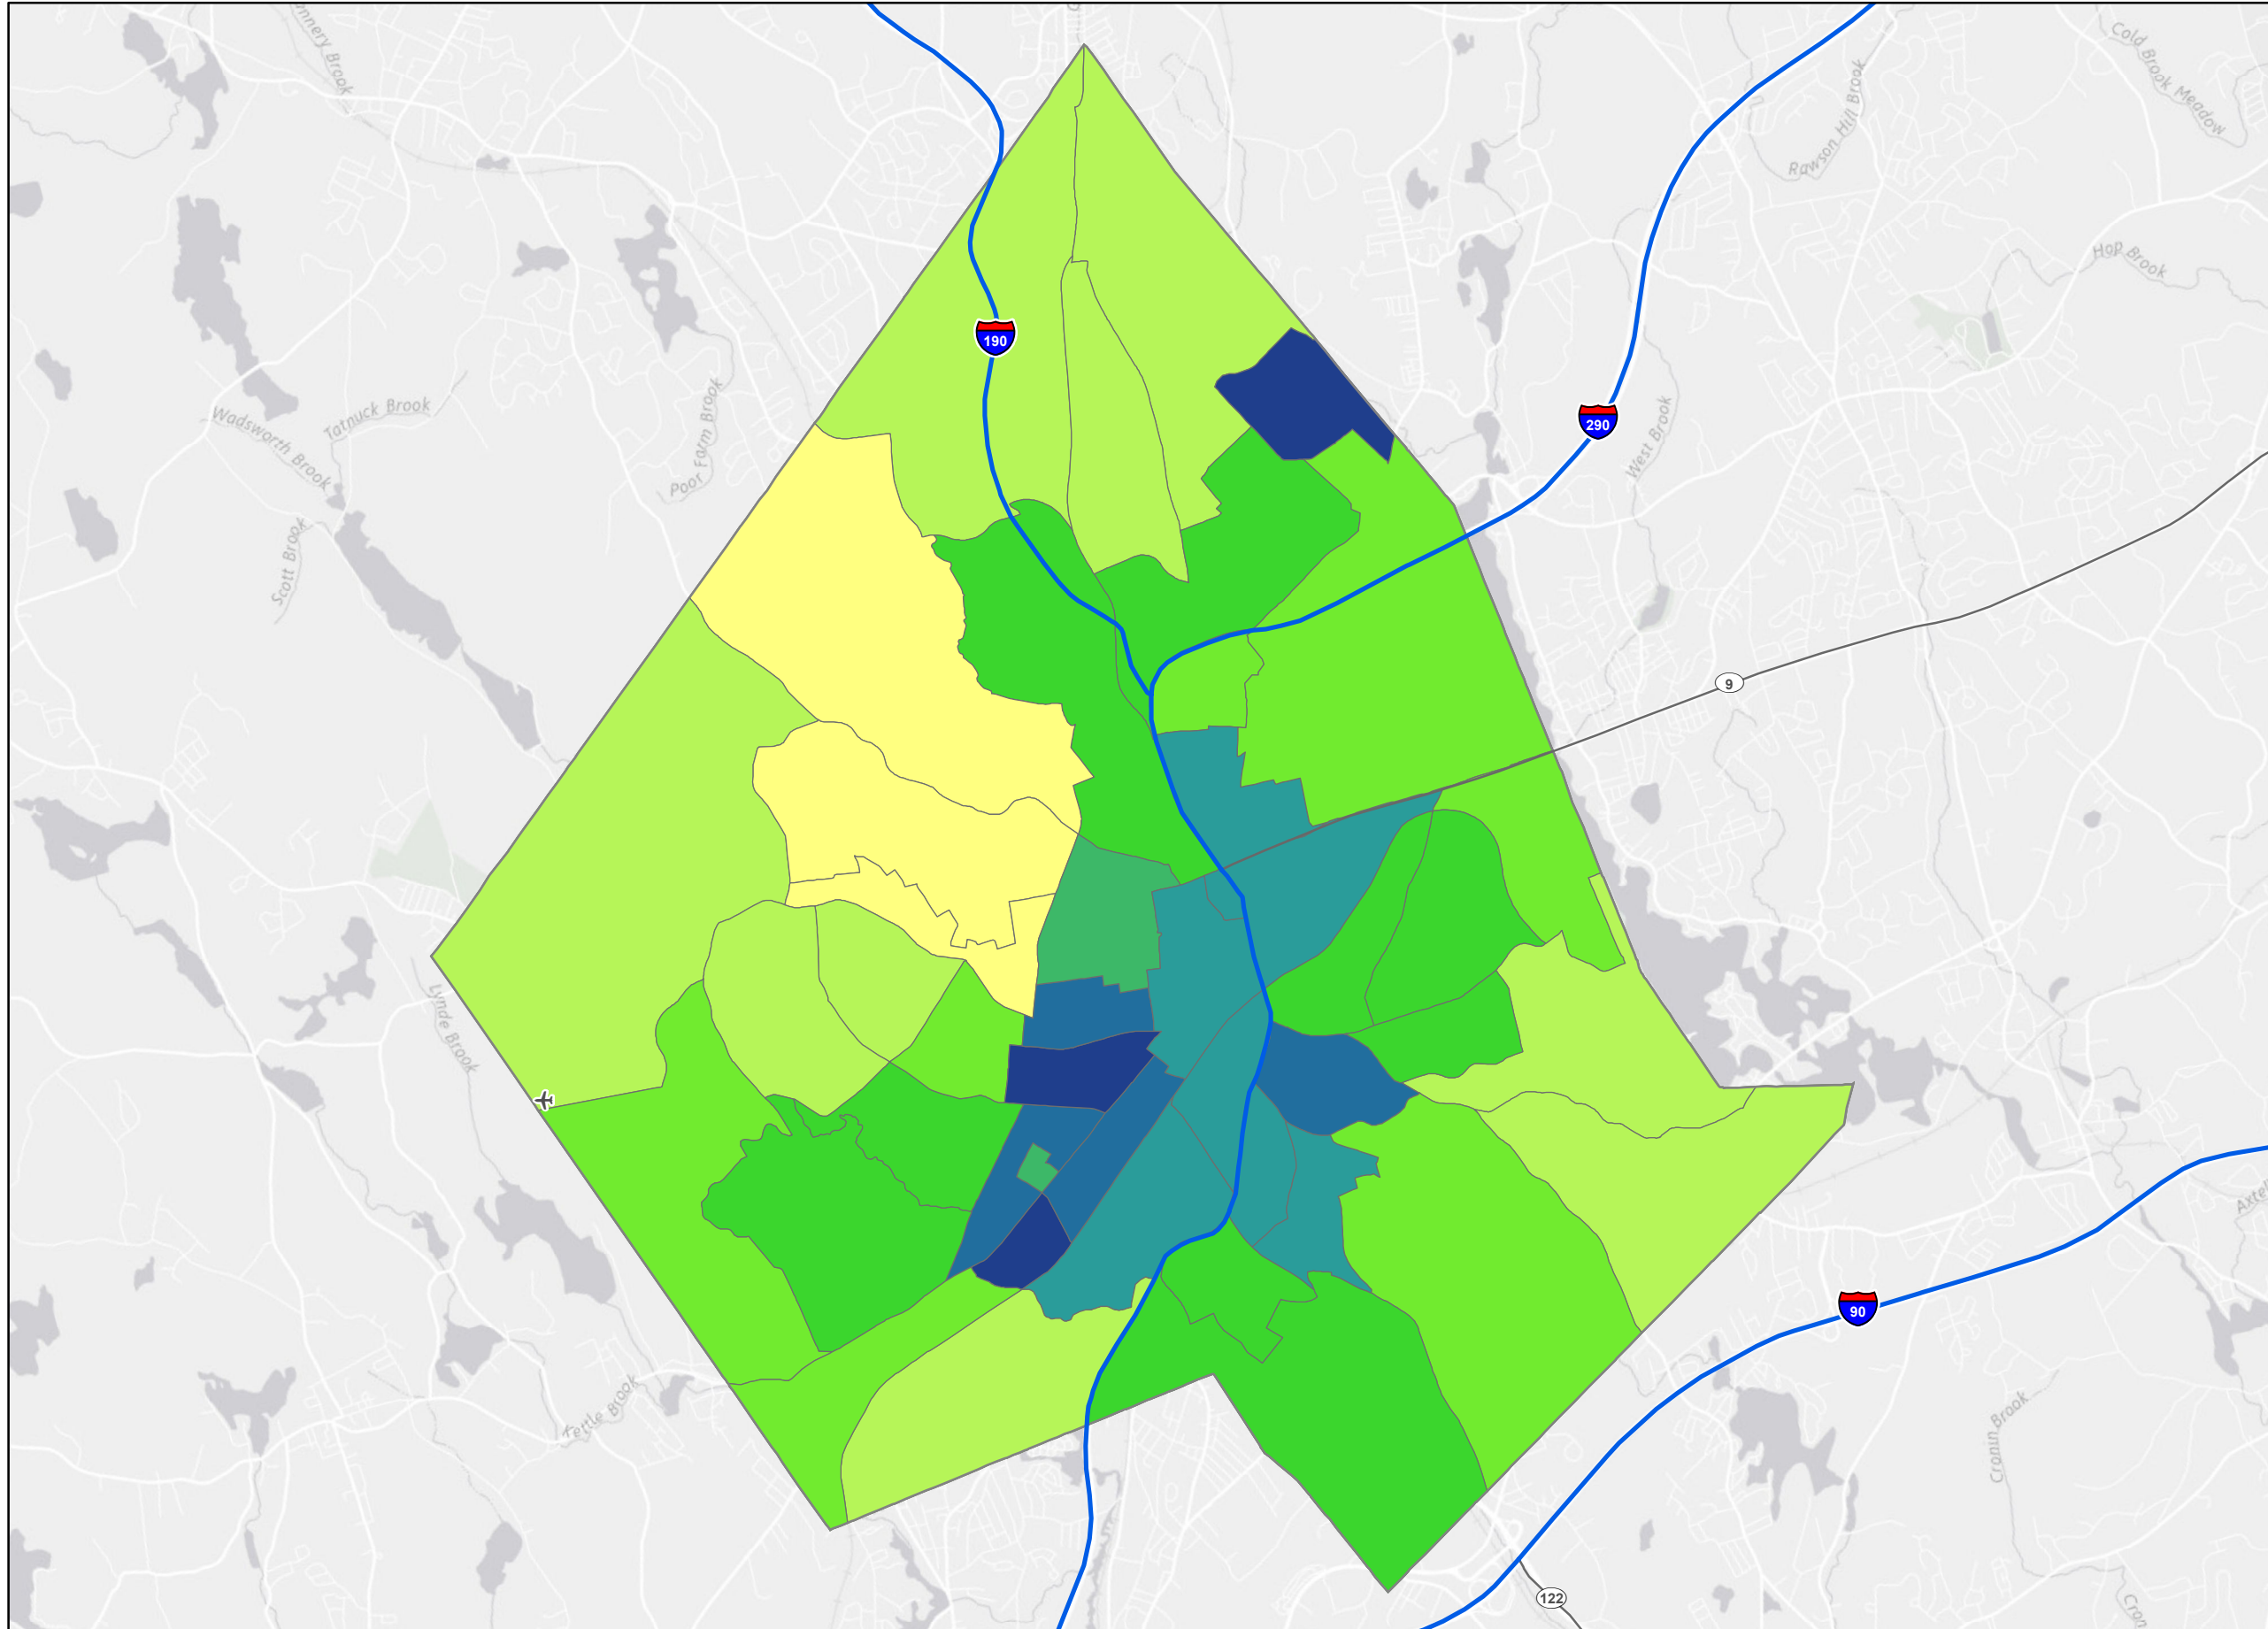 Cold Brook Meadow
Rawson Hill Brook
Hop Brook
190
290
West Brook
Tatnuck Brook
Wadsworth Brook
Poor Farm Brook
Scott Brook
9
Lynde Brook
Kettle Brook
90
Cronin Brook
122